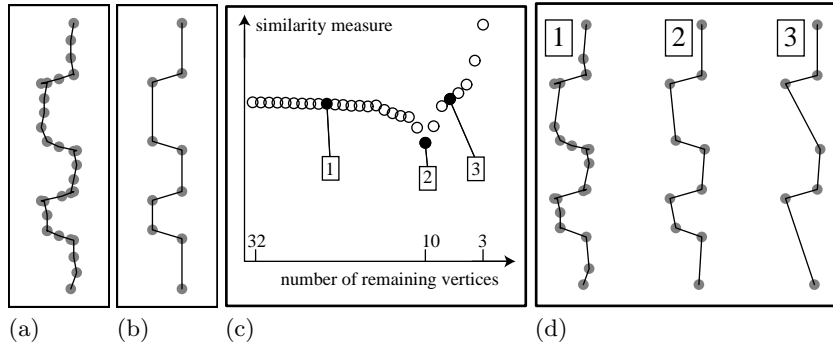 similarity measure
1
2
3
32
10
3
number of remaining vertices
1
2
3
(a)
(b)
(c)
(d)